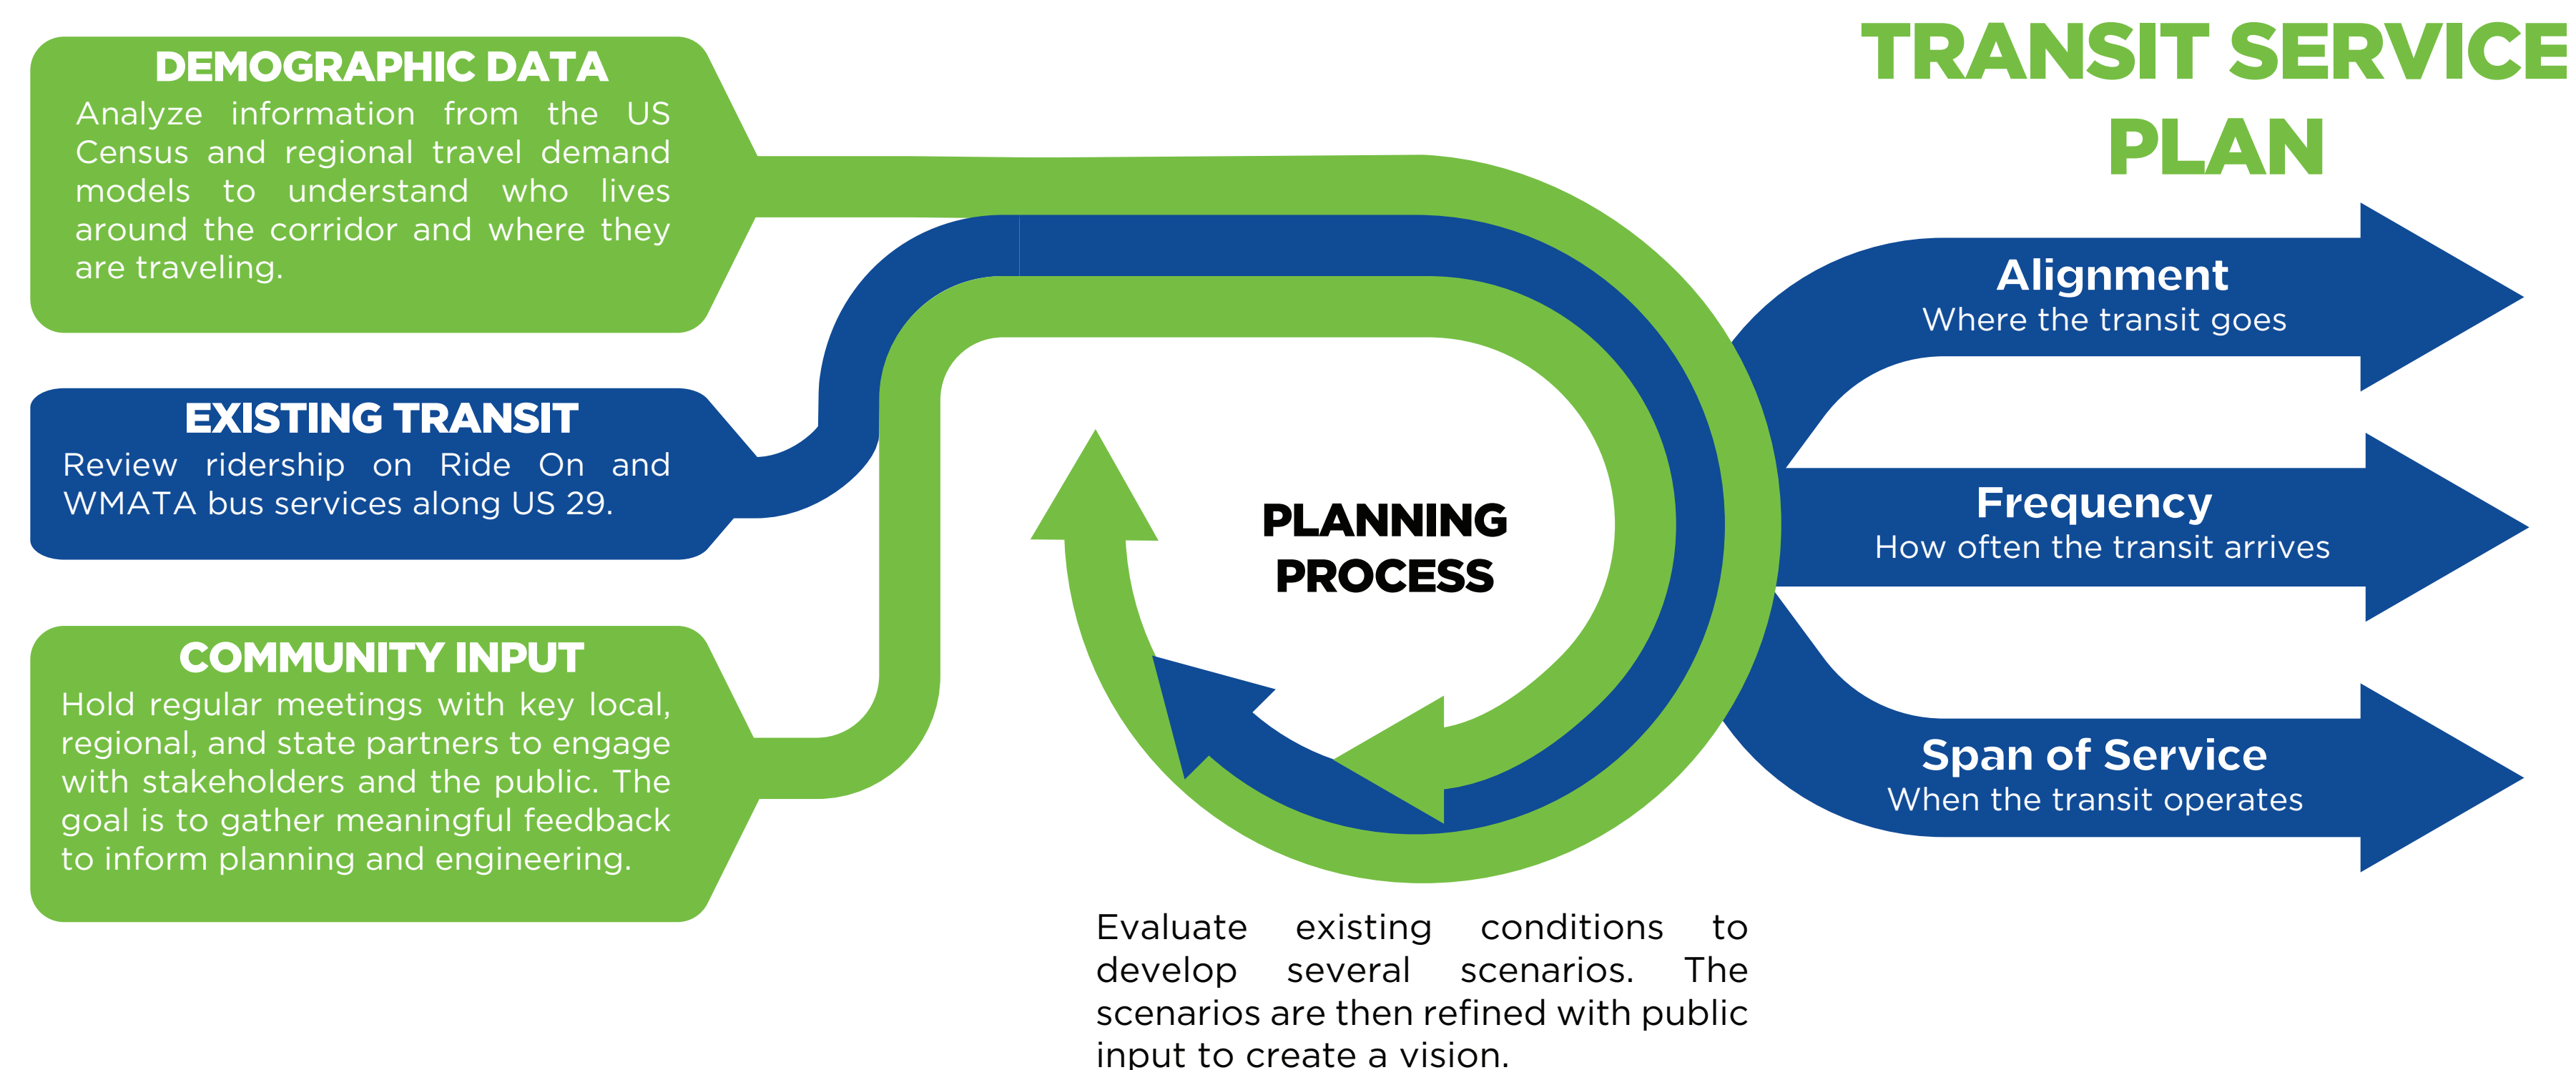 DEMOGRAPHIC DATA
Analyze information from the US
Census and regional travel demand
models to understand who lives
around the corridor and where they
are traveling.
EXISTING TRANSIT
Review ridership on Ride On and
WMATA bus services along US 29.
COMMUNITY INPUT
Hold regular meetings with key local,
regional, and state partners to engage
with stakeholders and the public. The
goal is to gather meaningful feedback
to inform planning and engineering.
PLANNING
PROCESS
Evaluate existing conditions to
develop several scenarios. The
scenarios are then refined with public
input to create a vision.
TRANSIT SERVICE
PLAN
Alignment
Where the transit goes
Frequency
How often the transit arrives
Span of Service
When the transit operates